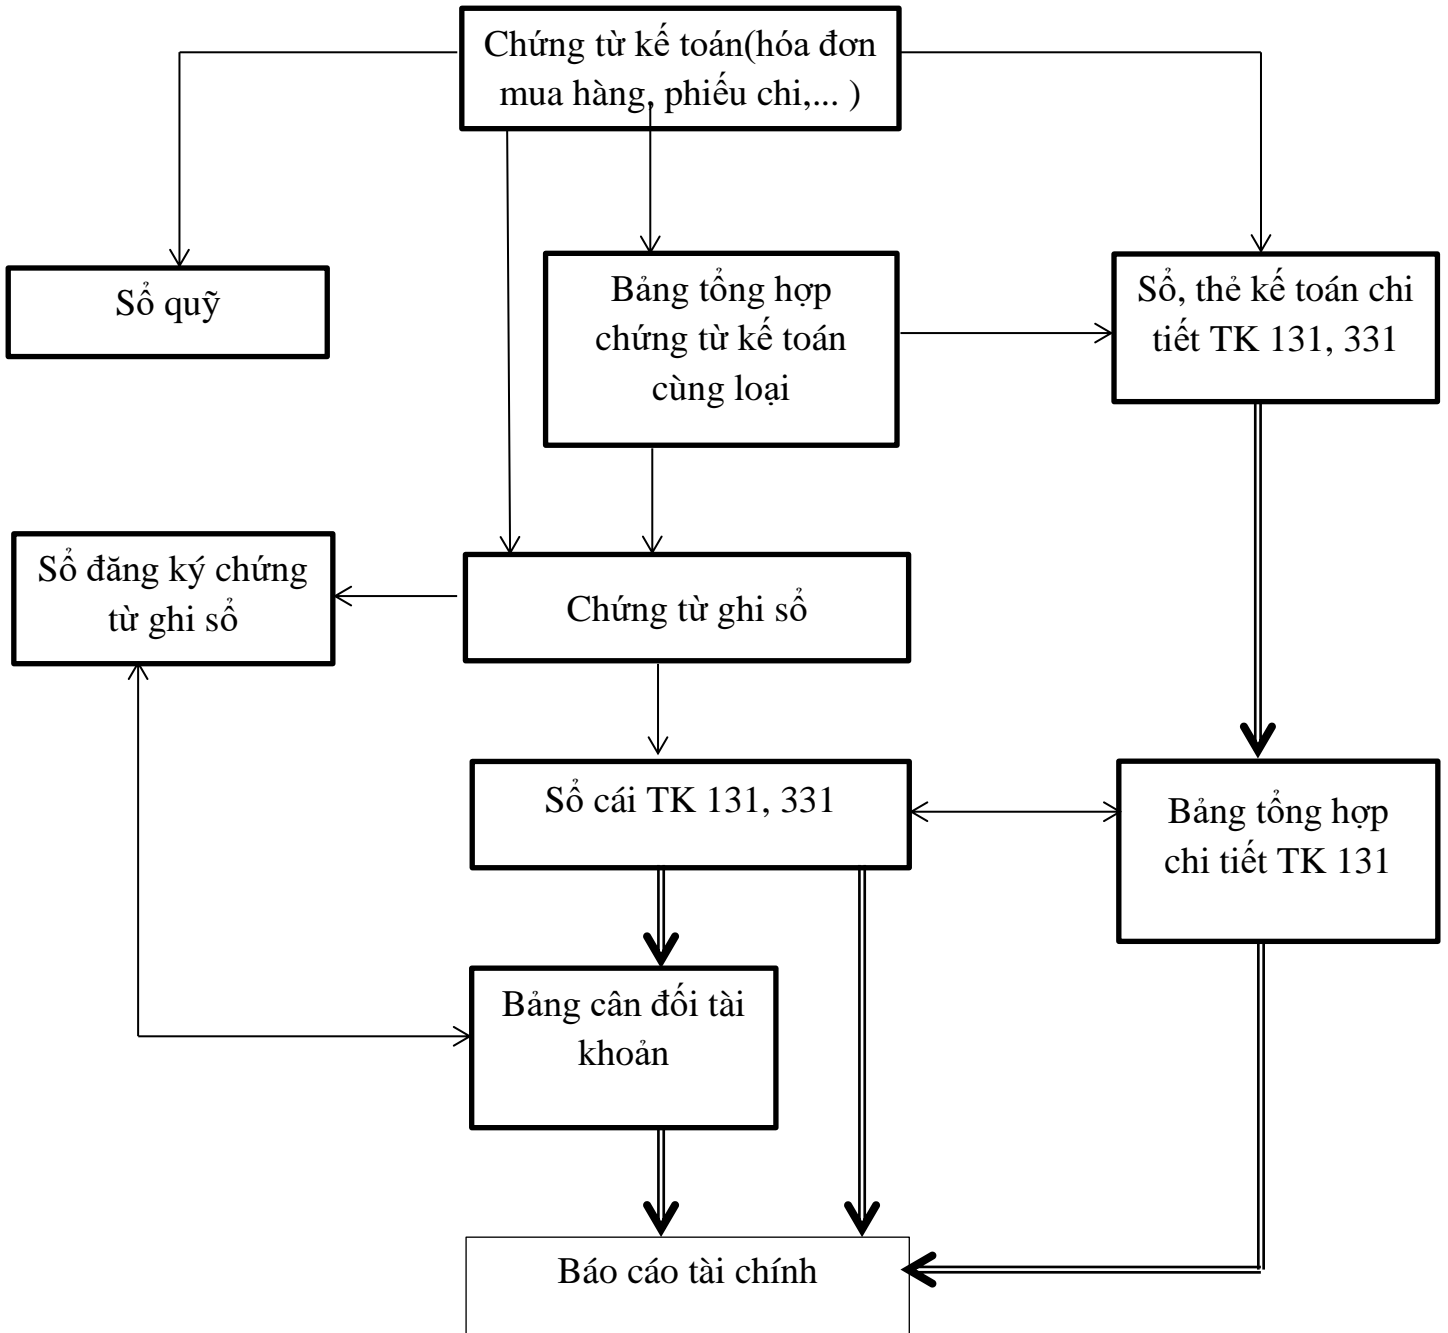 Chứng từ kế toán(hóa đơn
mua hàng, phiếu chi,... )
Sổ quỹ
Bảng tổng hợp
chứng từ kế toán
cùng loại
Sổ, thẻ kế toán chi
tiết TK 131, 331
Sổ đăng ký chứng
từ ghi sổ
Chứng từ ghi sổ
Sổ cái TK 131, 331
Bảng tổng hợp
chi tiết TK 131
Bảng cân đối tài
khoản
Báo cáo tài chính